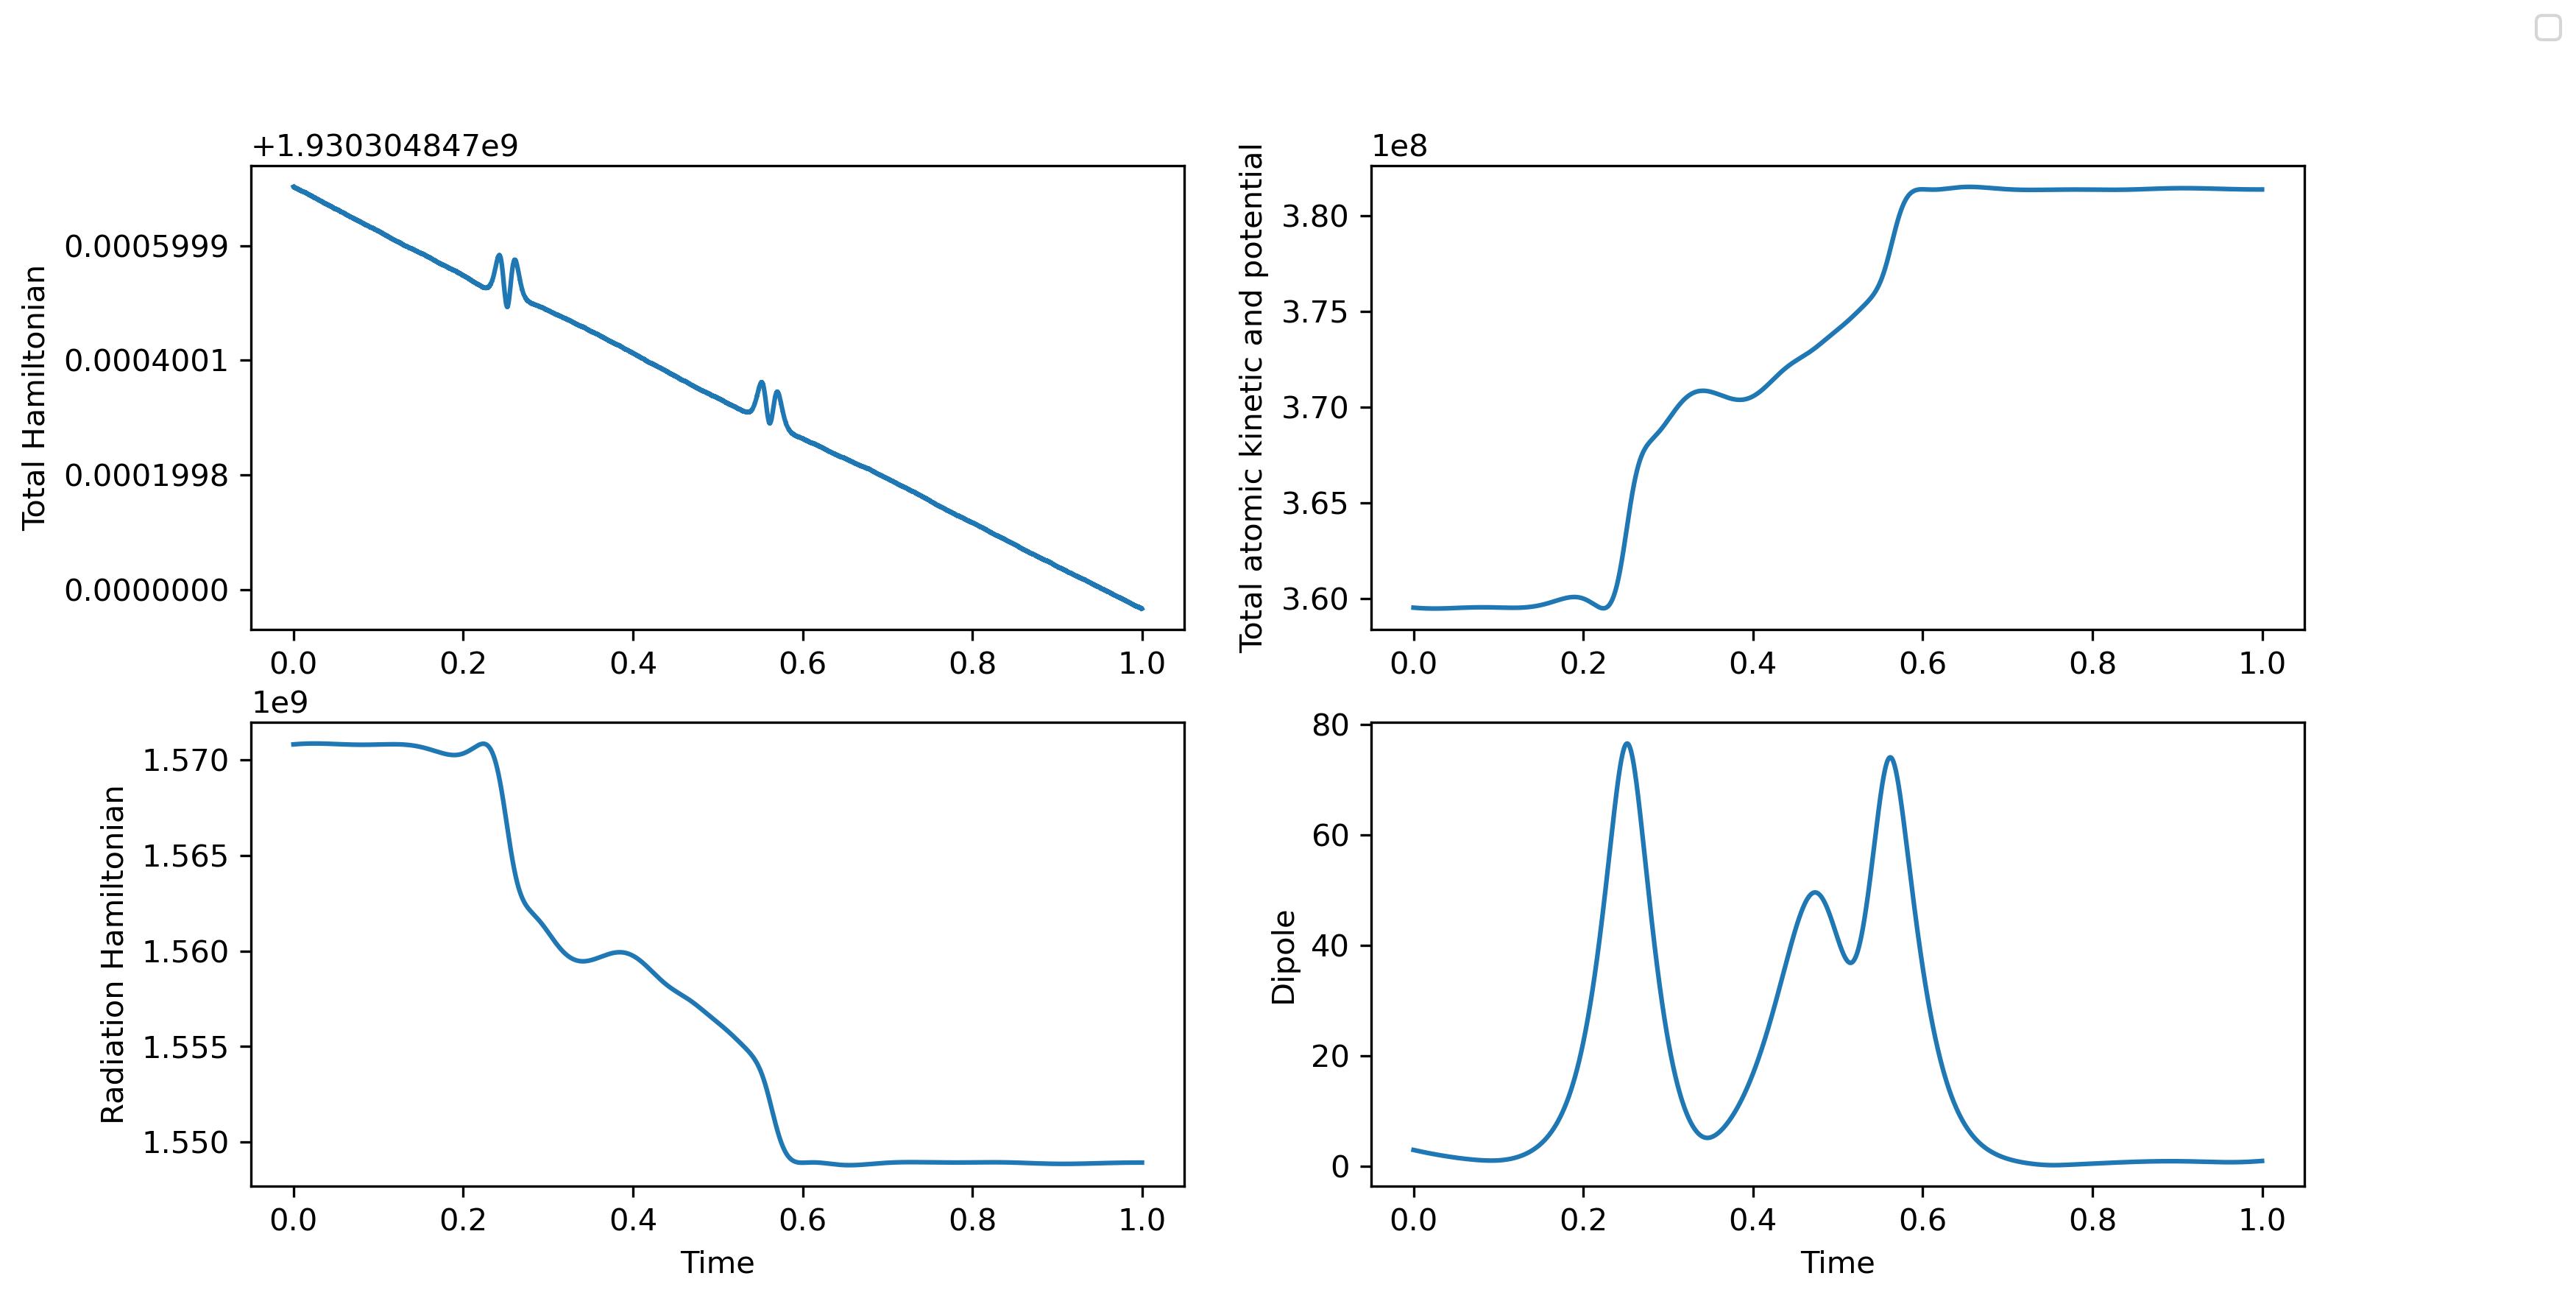 +1.930304847e9
Total Hamiltonian
0.0005999
0.0004001
0.0001998
0.0000000
0.0 0.2 0.4 0.6 0.8 1.0
1e8
Total atomic kinetic and potential
3.80
3.75
3.70
3.65
3.60
0.0 0.2 0.4 0.6 0.8 1.0
1e9
Radiation Hamiltonian
1.570
1.565
1.560
1.555
1.550
0.0 0.2 0.4 0.6 0.8 1.0
Time
Dipole
80
60
40
20
0
0.0 0.2 0.4 0.6 0.8 1.0
Time